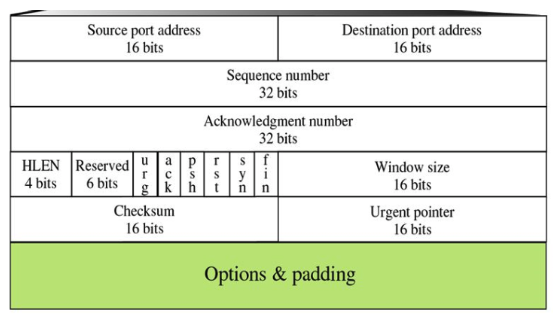 Source port address
16 bits
Destination port address
16 bits
Sequence number
32 bits
Acknowledgment number
32 bits
HLEN
4 bits
Reserved
6 bits
urg
ack
psh
rst
syn
fin
Window size
16 bits
Checksum
16 bits
Urgent pointer
16 bits
Options & padding